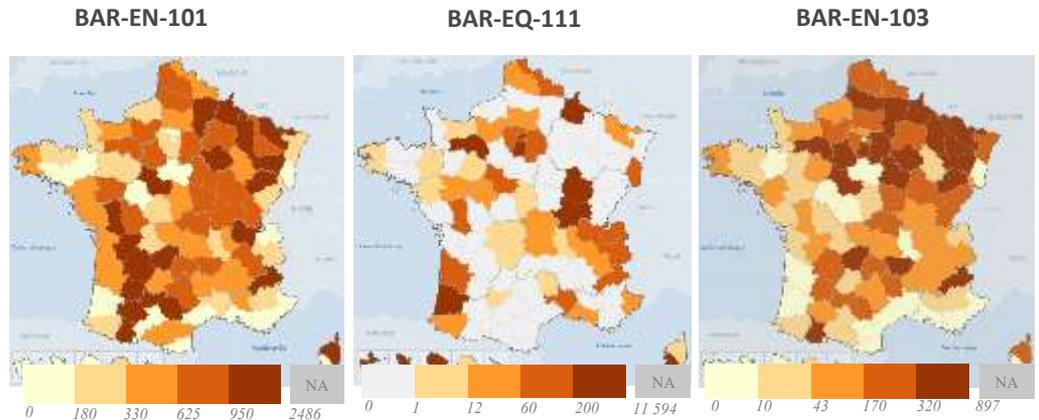 BAR-EN-101
BAR-EQ-111
BAR-EN-103
NA
NA
NA
0 180 330 625 950 2486
0 1 12 60 200 11 594
0 10 43 170 320 897